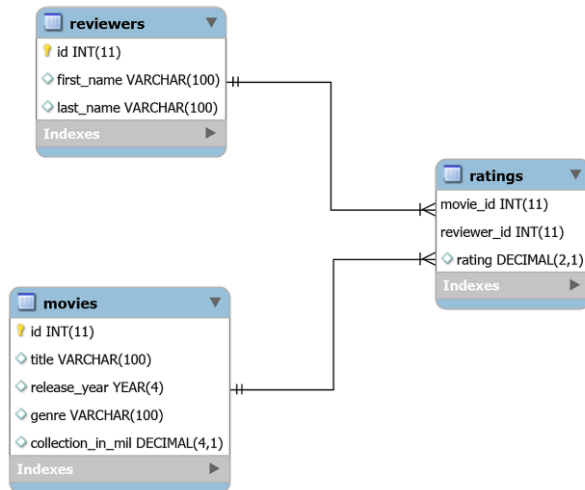 reviewers
id INT(11)
first_name VARCHAR(100)
last_name VARCHAR(100)
Indexes
ratings
movie_id INT(11)
reviewer_id INT(11)
rating DECIMAL(2,1)
Indexes
movies
id INT(11)
title VARCHAR(100)
release_year YEAR(4)
genre VARCHAR(100)
collection_in_mil DECIMAL(4,1)
Indexes